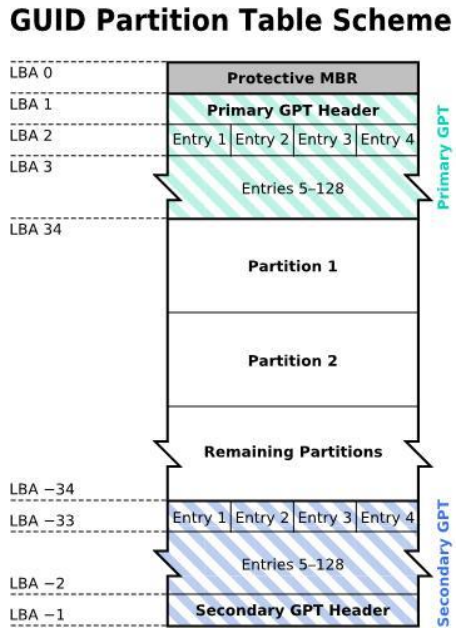 GUID Partition Table Scheme
LBA 0
Protective MBR
LBA 1
Primary GPT Header
LBA 2
Entry 1 Entry 2 Entry 3 Entry 4
LBA 3
Entries 5–128
Primary GPT
LBA 34
Partition 1
Partition 2
Remaining Partitions
LBA −34
LBA −33
Entry 1 Entry 2 Entry 3 Entry 4
Entries 5–128
LBA −2
Secondary GPT Header
LBA −1
Secondary GPT